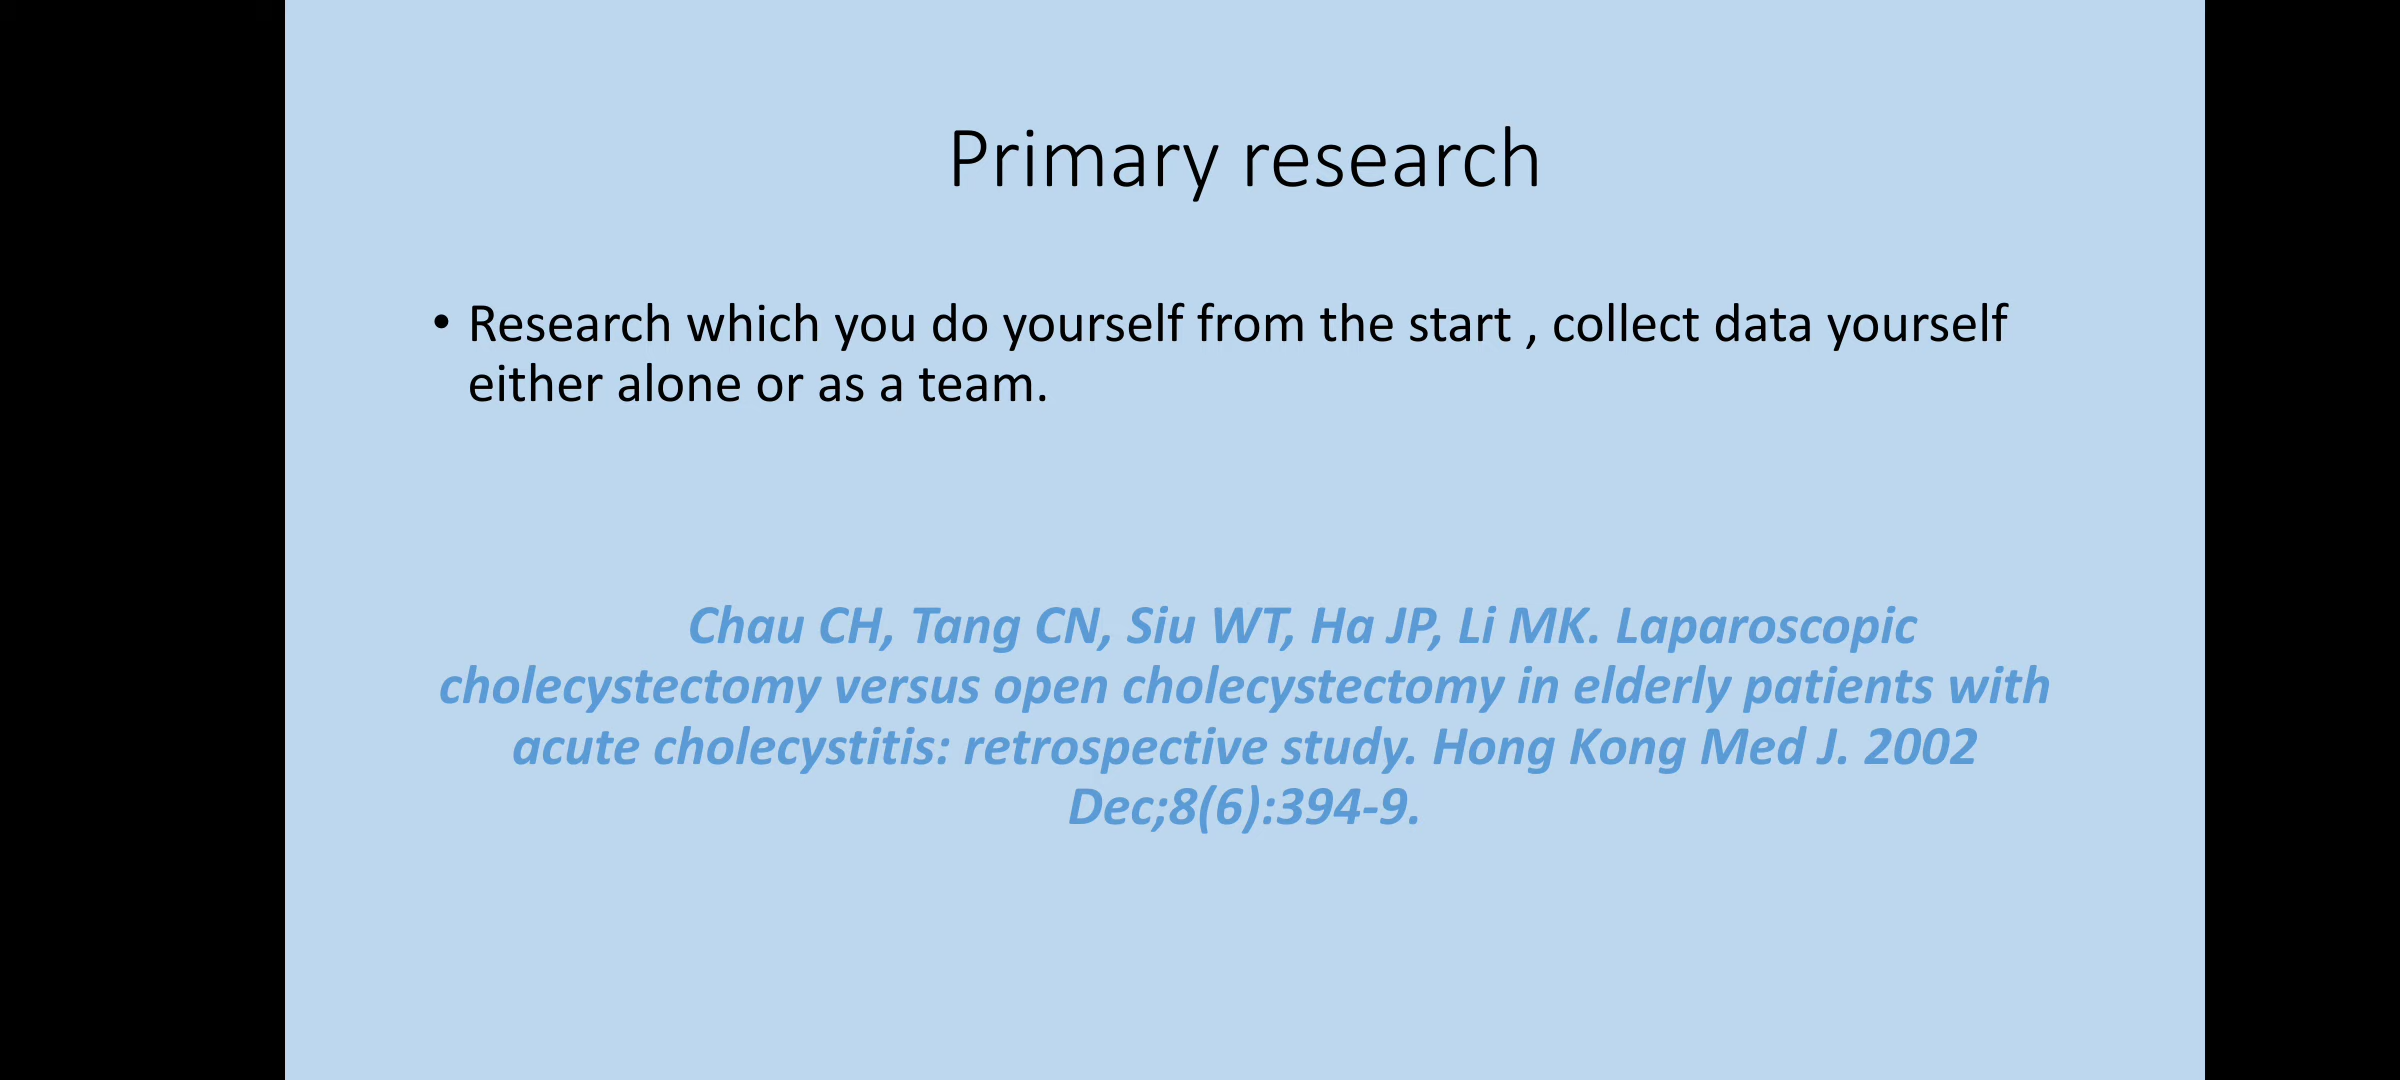 Primary research
• Research which you do yourself from the start , collect data yourself
either alone or as a team.
Chau CH, Tang CN, Siu WT, Ha JP, Li MK. Laparoscopic
cholecystectomy versus open cholecystectomy in elderly patients with
acute cholecystitis: retrospective study. Hong Kong Med J. 2002
Dec;8(6):394-9.